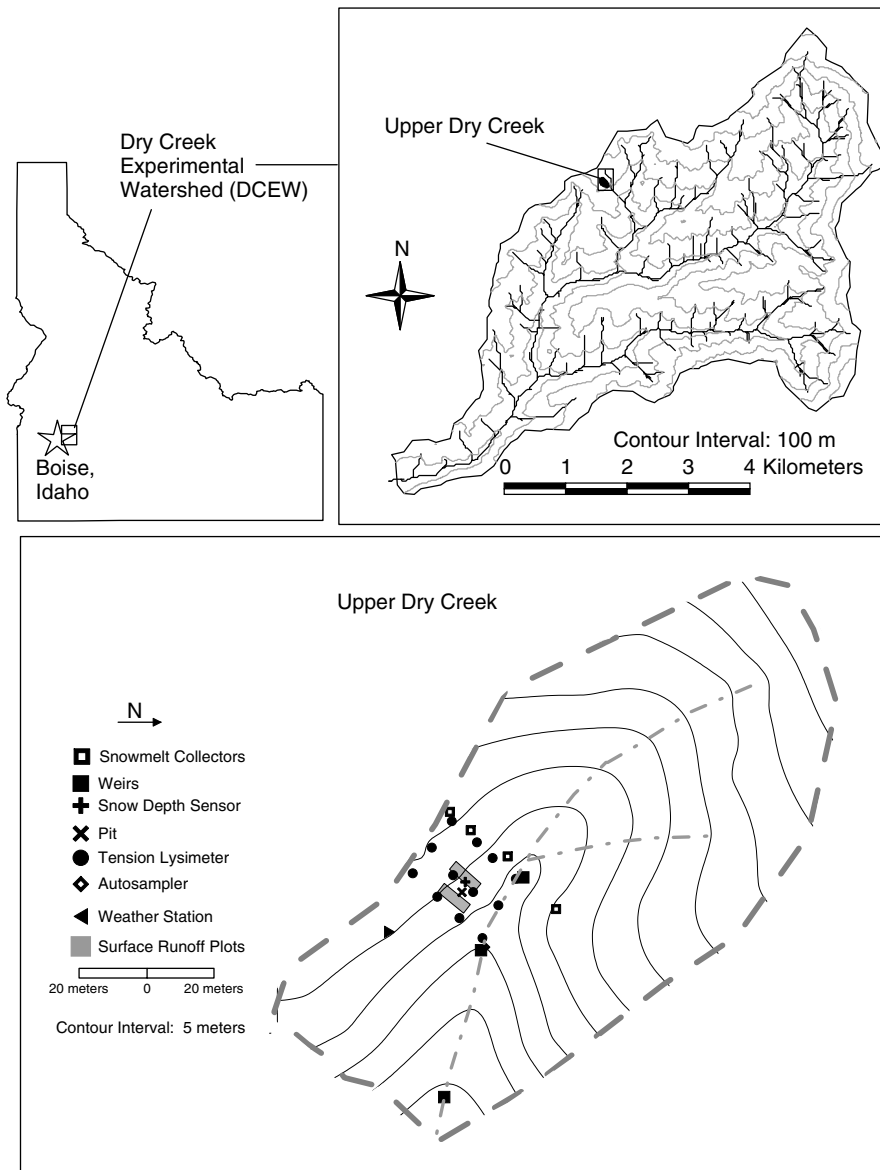 Dry Creek
Experimental
Watershed (DCEW)
Boise,
Idaho
Upper Dry Creek
N
Contour Interval: 100 m
0 1 2 3 4 Kilometers
Upper Dry Creek
N
Snowmelt Collectors
Weirs
Snow Depth Sensor
Pit
Tension Lysimeter
Autosampler
Weather Station
Surface Runoff Plots
20 meters 0 20 meters
Contour Interval: 5 meters